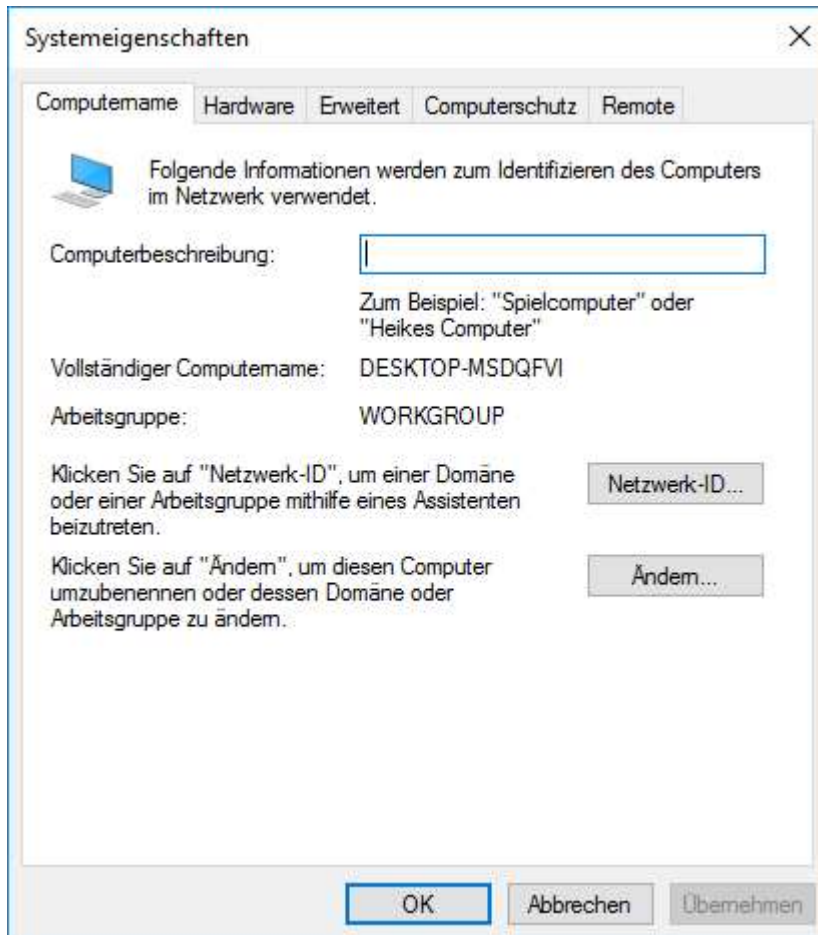 Systemeigenschaften
Computername Hardware Erweitert Computerschutz Remote
Folgende Informationen werden zum Identifizieren des Computers
im Netzwerk verwendet.
Computerbeschreibung:
Zum Beispiel: "Spielcomputer" oder
"Heikes Computer"
Vollständiger Computername: DESKTOP-MSDQFVI
Arbeitsgruppe: WORKGROUP
Klicken Sie auf "Netzwerk-ID", um einer Domäne
oder einer Arbeitsgruppe mithilfe eines Assistenten
beizutreten.
Netzwerk-ID...
Klicken Sie auf "Ändern", um diesen Computer
umzubenennen oder dessen Domäne oder
Arbeitsgruppe zu ändern.
Ändern...
OK Abbrechen Übernehmen